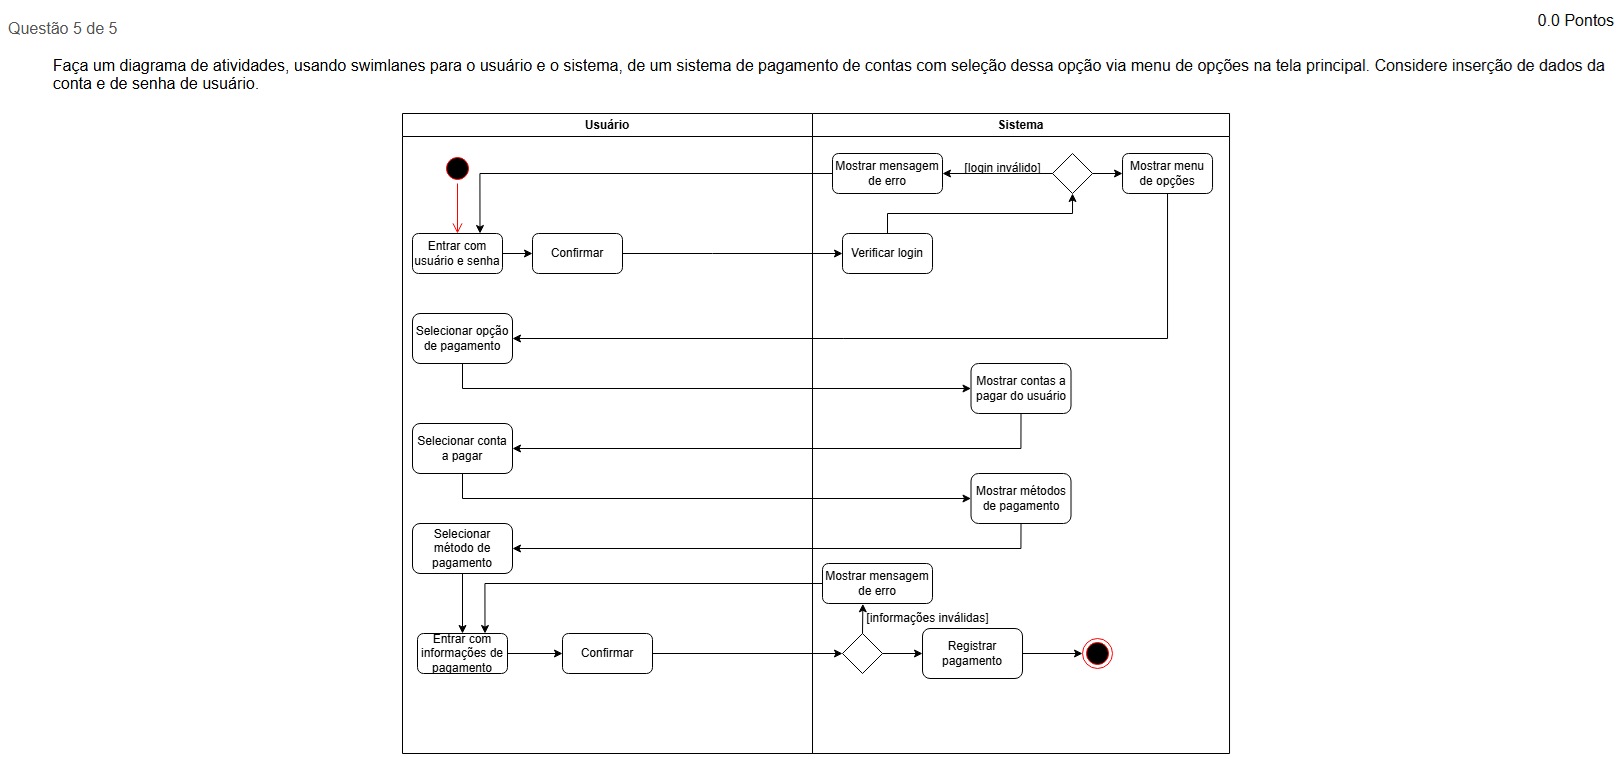 0.0 Pontos
Questão 5 de 5
Faça um diagrama de atividades, usando swimlanes para o usuário e o sistema, de um sistema de pagamento de contas com seleção dessa opção via menu de opções na tela principal. Considere inserção de dados da
conta e de senha de usuário.
Usuário
Sistema
Mostrar mensagem
de erro
[login inválido]
Mostrar menu
de opções
Entrar com
usuário e senha
Confirmar
Verificar login
Selecionar opção
de pagamento
Mostrar contas a
pagar do usuário
Selecionar conta
a pagar
Mostrar métodos
de pagamento
Selecionar
método de
pagamento
Mostrar mensagem
de erro
[informações inválidas]
Entrar com
informações de
pagamento
Confirmar
Registrar
pagamento